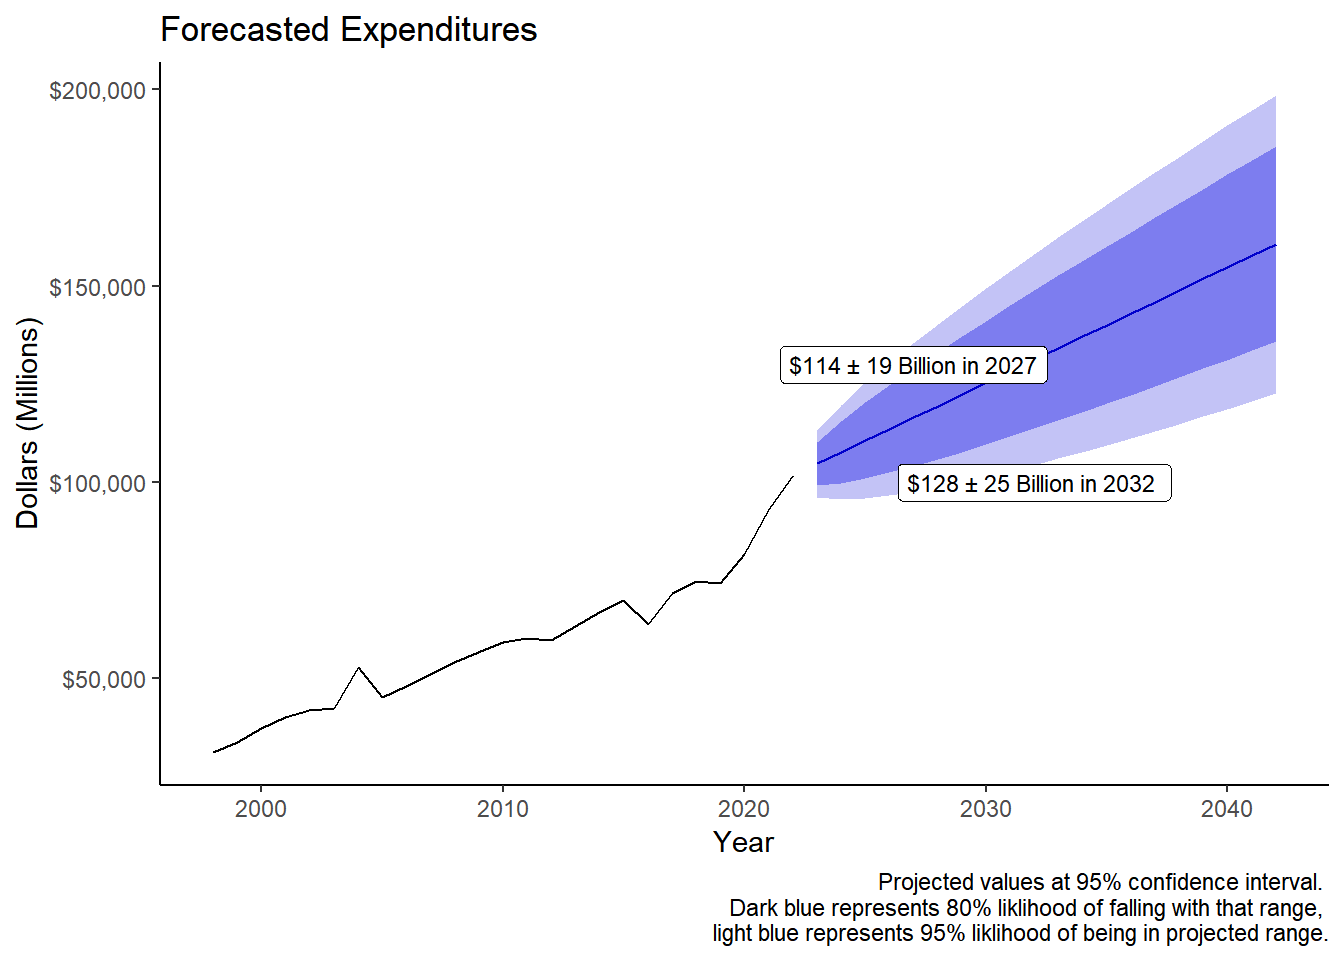 Forecasted Expenditures
$200,000
$150,000
$100,000
$50,000
Dollars (Millions)
$114 ± 19 Billion in 2027
$128 ± 25 Billion in 2032
2000
2010
2020
2030
2040
Year
Projected values at 95% confidence interval.
Dark blue represents 80% liklihood of falling with that range,
light blue represents 95% liklihood of being in projected range.